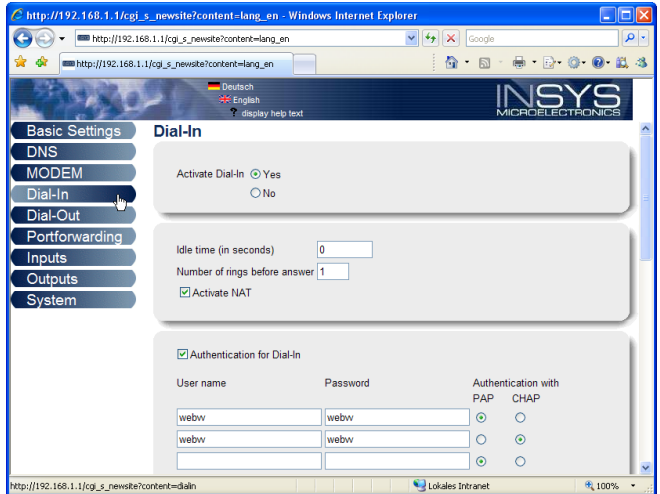 http://192.168.1.1/cgi_s_newsite?content=lang_en - Windows Internet Explorer
http://192.168.1.1/cgi_s_newsite?content=lang_en
Google
http://192.168.1.1/cgi_s_newsite?content=lang_en
Deutsch
English
? display help text
INSYS
MICROELECTRONICS
Basic Settings
DNS
MODEM
Dial-In
Dial-Out
Portforwarding
Inputs
Outputs
System
Dial-In
Activate Dial-In Yes
No
Idle time (in seconds) 0
Number of rings before answer 1
Activate NAT
Authentication for Dial-In
User name Password Authentication with
PAP CHAP
webvv webvv
webvv webvv
http://192.168.1.1/cgi_s_newsite?content=dialin Lokales Intranet 100%